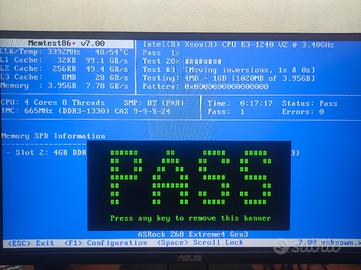 Memtest86+ v7.00
Intel(R) Xeon(R) CPU E3-1240 V2 @ 3.40GHz
CLK/Temp: 3392MHz 48/54°C
Pass 1%
L1 Cache: 32KB 99.1 GB/s
Test 20%
L2 Cache: 256KB 49.4 GB/s
Test #3 [Moving inversions, 1s & 0s]
L3 Cache: 8MB 28 GB/s
Testing: 4MB - 1GB [1020MB of 3.95GB]
Memory : 3.95GB 7.78 GB/s
Pattern: 0x0000000000000000
CPU: 4 Cores 8 Threads SMP: 8T (PAR)
Time: 0:17:17 Status: Pass
IMC: 665MHz (DDR3-1330) CAS 9-9-9-24
Pass: 1 Errors: 0
Memory SPD Information
- Slot 2: 4GB
PASS
Press any key to remove this banner
ASRock Z68 Extreme4 Gen3
<ESC> Exit <F1> Configuration <Space> Scroll Lock
ASUS
subito